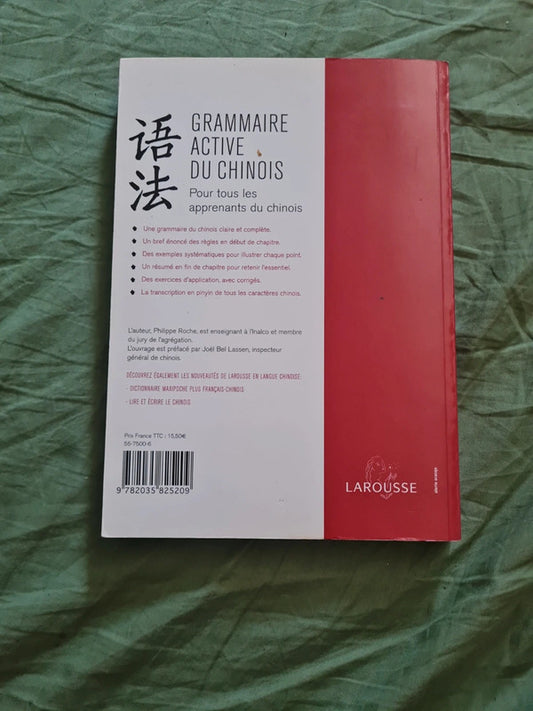 语法
GRAMMAIRE
ACTIVE
DU CHINOIS
Pour tous les
apprenants du chinois
Une grammaire du chinois claire et complète.
Un bref énoncé des règles en début de chapitre.
Des exemples systématiques pour illustrer chaque point.
Un résumé en fin de chapitre pour retenir l'essentiel.
Des exercices d'application, avec corrigés.
La transcription en pinyin de tous les caractères chinois.
L'auteur, Philippe Roche, est enseignant à l'Inalco et membre
du jury de l'agrégation.
L'ouvrage est préfacé par Joël Bel Lassen, inspecteur
général de chinois.
DÉCOUVREZ ÉGALEMENT LES NOUVEAUTÉS DE LAROUSSE EN LANGUE CHINOISE:
- DICTIONNAIRE MAXIPOCHE PLUS FRANÇAIS-CHINOIS
- LIRE ET ÉCRIRE LE CHINOIS
Prix France TTC : 15,50€
55-7500-6
9 782035 825209
LAROUSSE